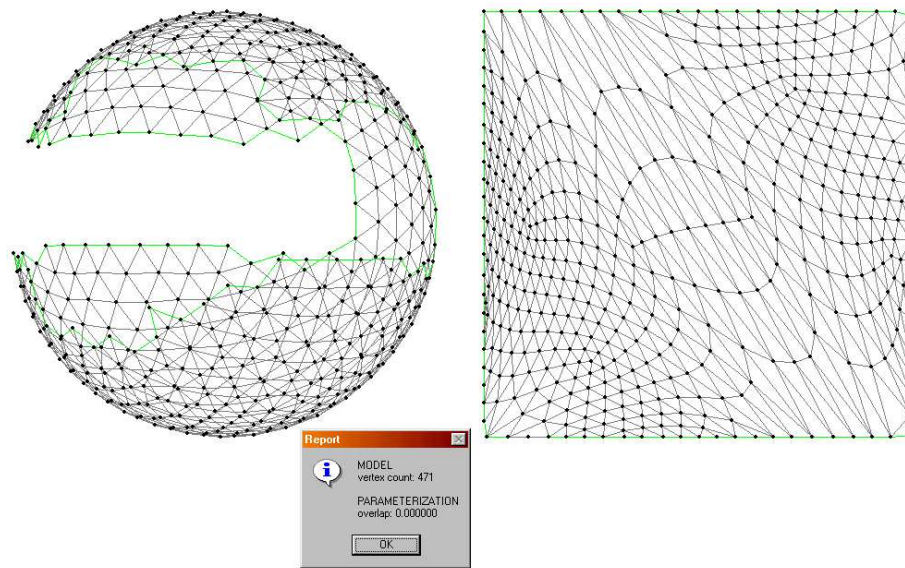 Report
MODEL
vertex count: 471
PARAMETERIZATION
overlap: 0.000000
OK